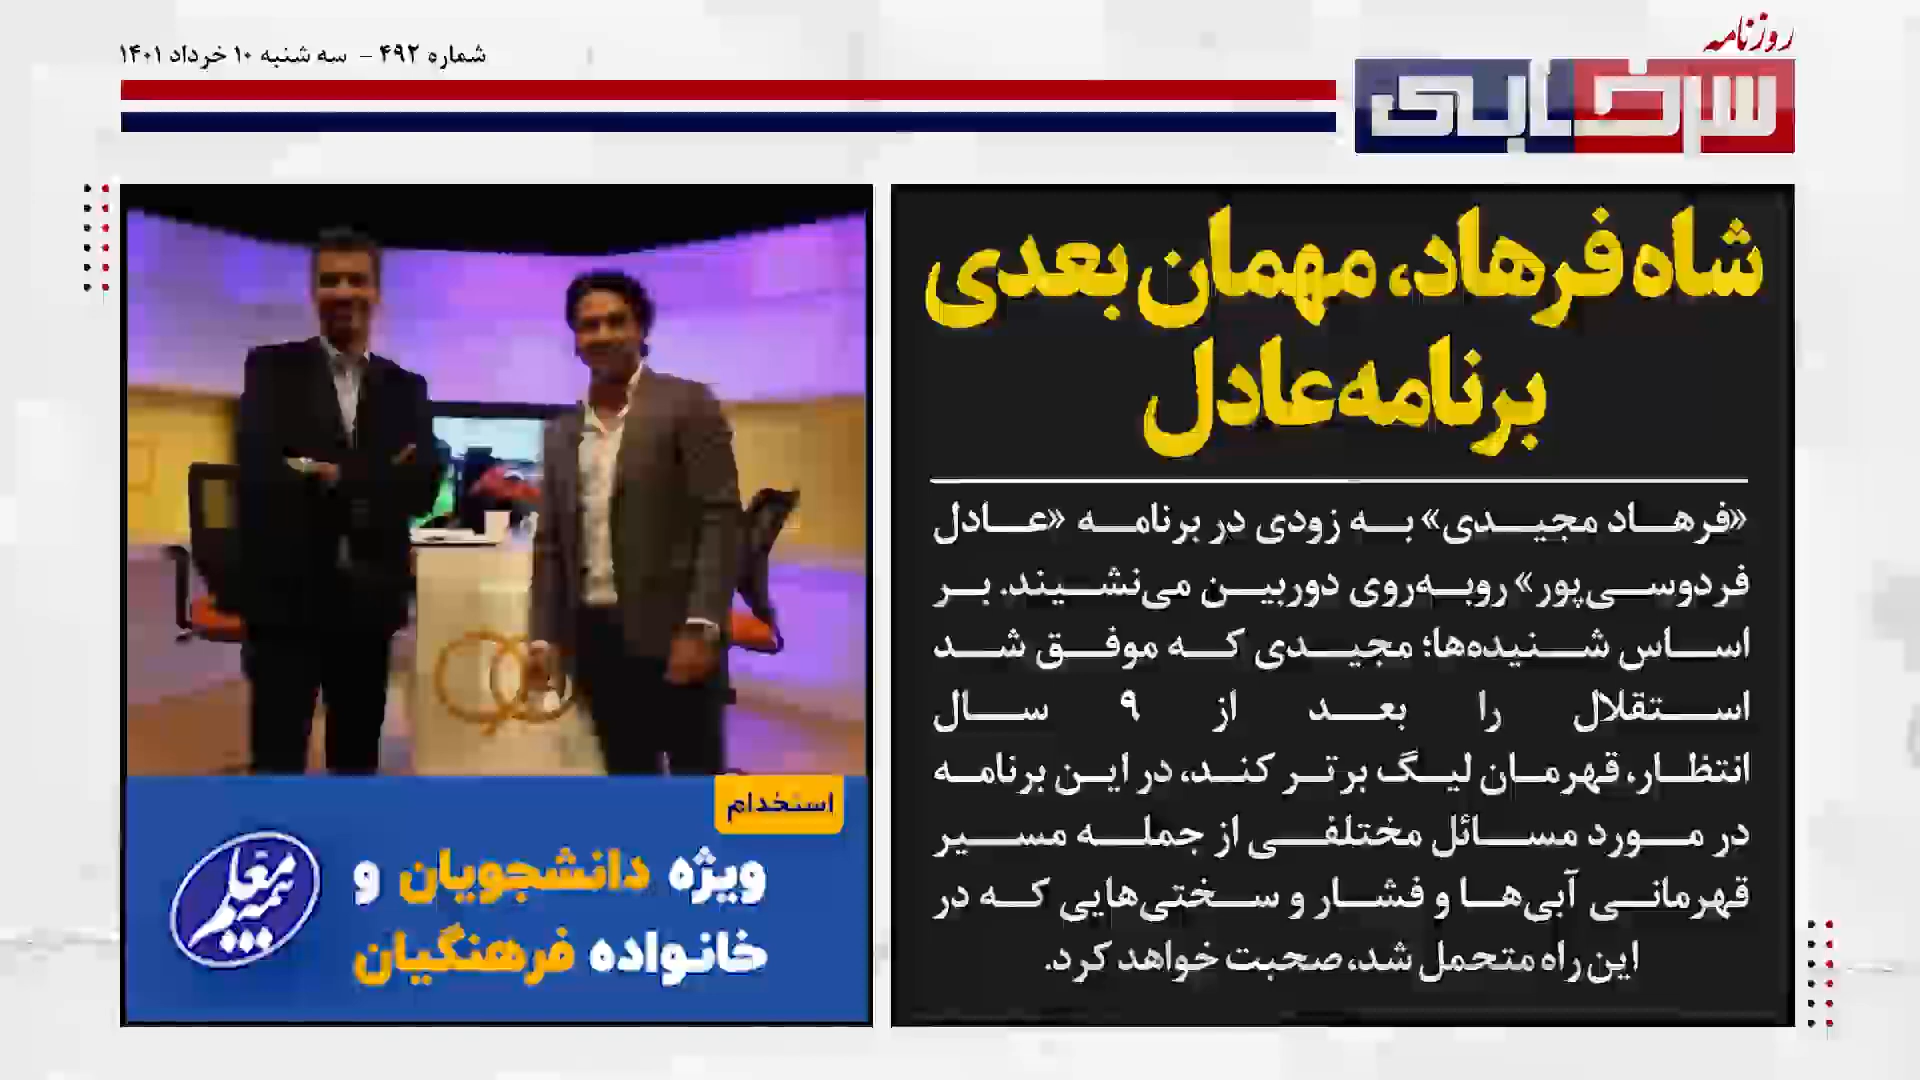 روزنامه
سرخابی
شماره ۴۹۲ - سه شنبه ۱۰ خرداد ۱۴۰۱
شاه فرهاد، مهمان بعدی
برنامه عادل
«فرهاد مجیدی» به زودی در برنامه «عادل
فردوسی‌پور» روبه‌روی دوربین می‌نشیند. بر
اساس شنیده‌ها؛ مجیدی که موفق شد
استقلال را بعد از ۹ سال
انتظار، قهرمان لیگ برتر کند، در این برنامه
در مورد مسائل مختلفی از جمله مسیر
قهرمانی آبی‌ها و فشار و سختی‌هایی که در
این راه متحمل شد، صحبت خواهد کرد.
استخدام
ویژه دانشجویان و
خانواده فرهنگیان
بیمه معلم